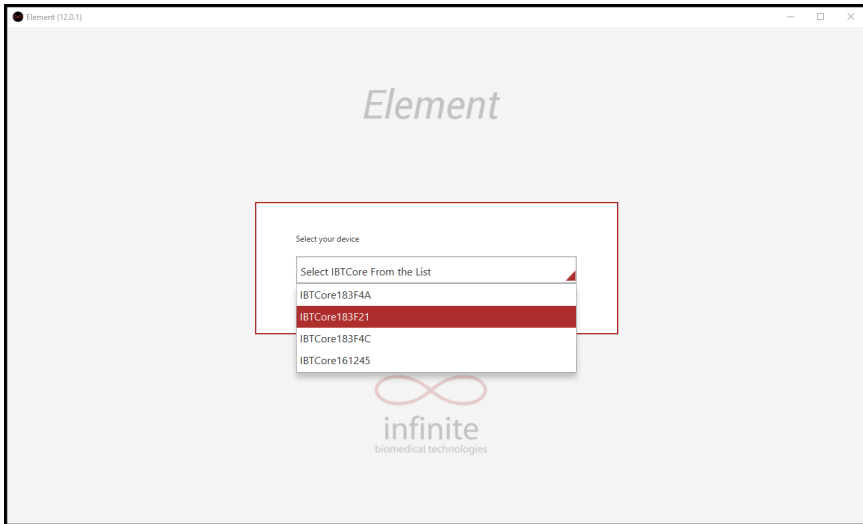 Element (12.0.1)
Element
Select your device
Select IBTCore From the List
IBTCore183F4A
IBTCore183F21
IBTCore183F4C
IBTCore161245
infinite
biomedical technologies